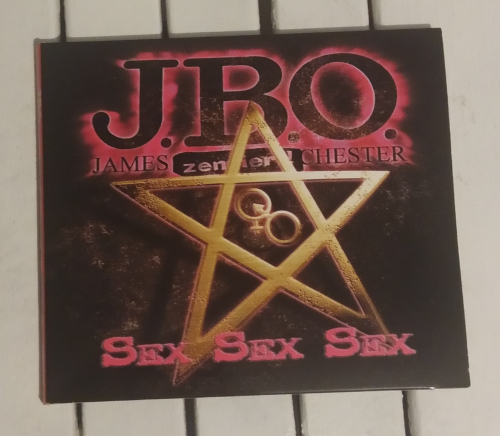 J.B.O.
JAMES zensiert! CHESTER
SEX SEX SEX